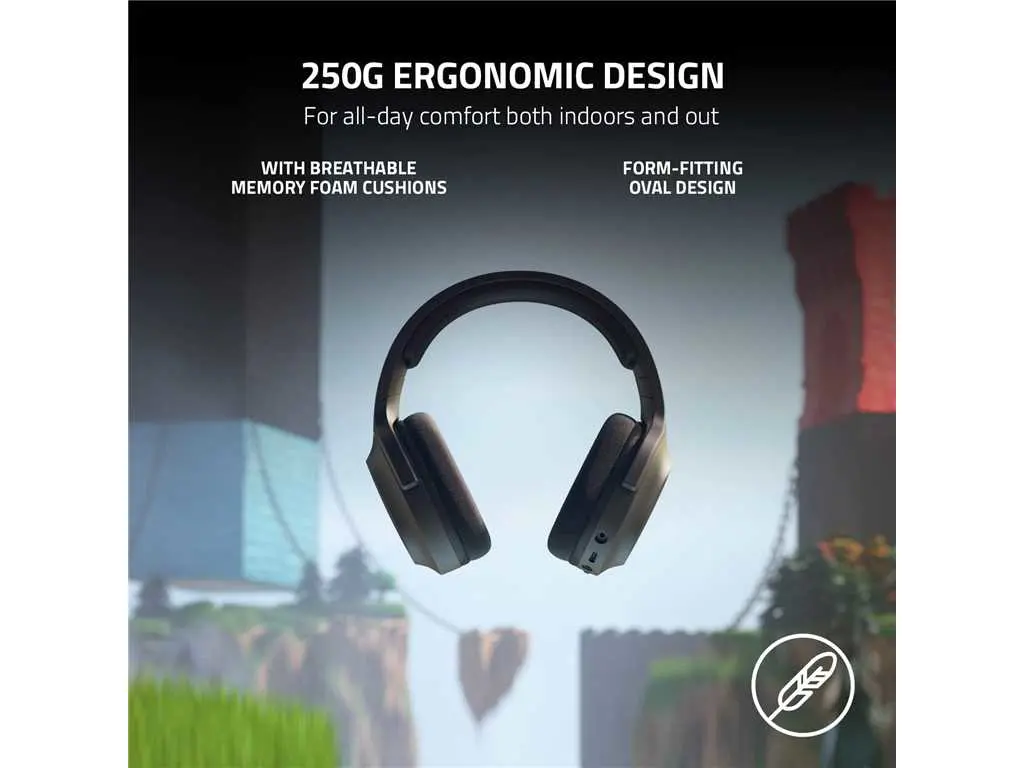 250G ERGONOMIC DESIGN
For all-day comfort both indoors and out
WITH BREATHABLE
MEMORY FOAM CUSHIONS
FORM-FITTING
OVAL DESIGN